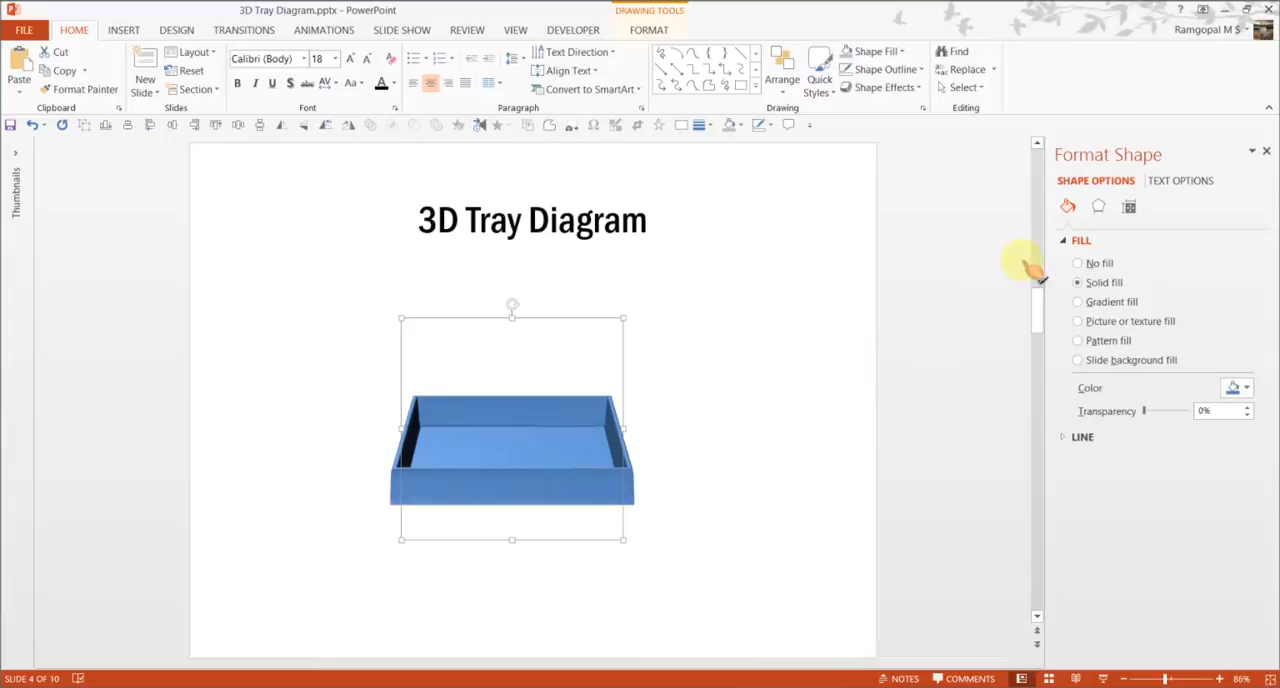 3D Tray Diagram.pptx - PowerPoint
DRAWING TOOLS
FILE HOME INSERT DESIGN TRANSITIONS ANIMATIONS SLIDE SHOW REVIEW VIEW DEVELOPER FORMAT
Ramgopal M S
Paste
Cut
Copy
Format Painter
Clipboard
New
Slide
Layout
Reset
Section
Slides
Calibri (Body) 18
B I U S abc AV Aa A
Font
Text Direction
Align Text
Convert to SmartArt
Paragraph
Arrange
Quick
Styles
Shape Fill
Shape Outline
Shape Effects
Drawing
Find
Replace
Select
Editing
Thumbnails
3D Tray Diagram
Format Shape
SHAPE OPTIONS TEXT OPTIONS
FILL
No fill
Solid fill
Gradient fill
Picture or texture fill
Pattern fill
Slide background fill
Color
Transparency 0%
LINE
SLIDE 4 OF 10
NOTES
COMMENTS
86%